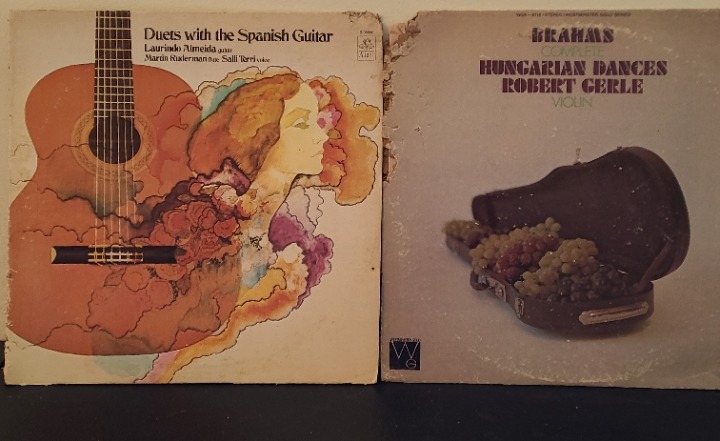 Duets with the Spanish Guitar
Laurindo Almeida guitar
Martin Ruderman flute Salli Terri voice
BRAHMS
COMPLETE
HUNGARIAN DANCES
ROBERT GERLE
VIOLIN